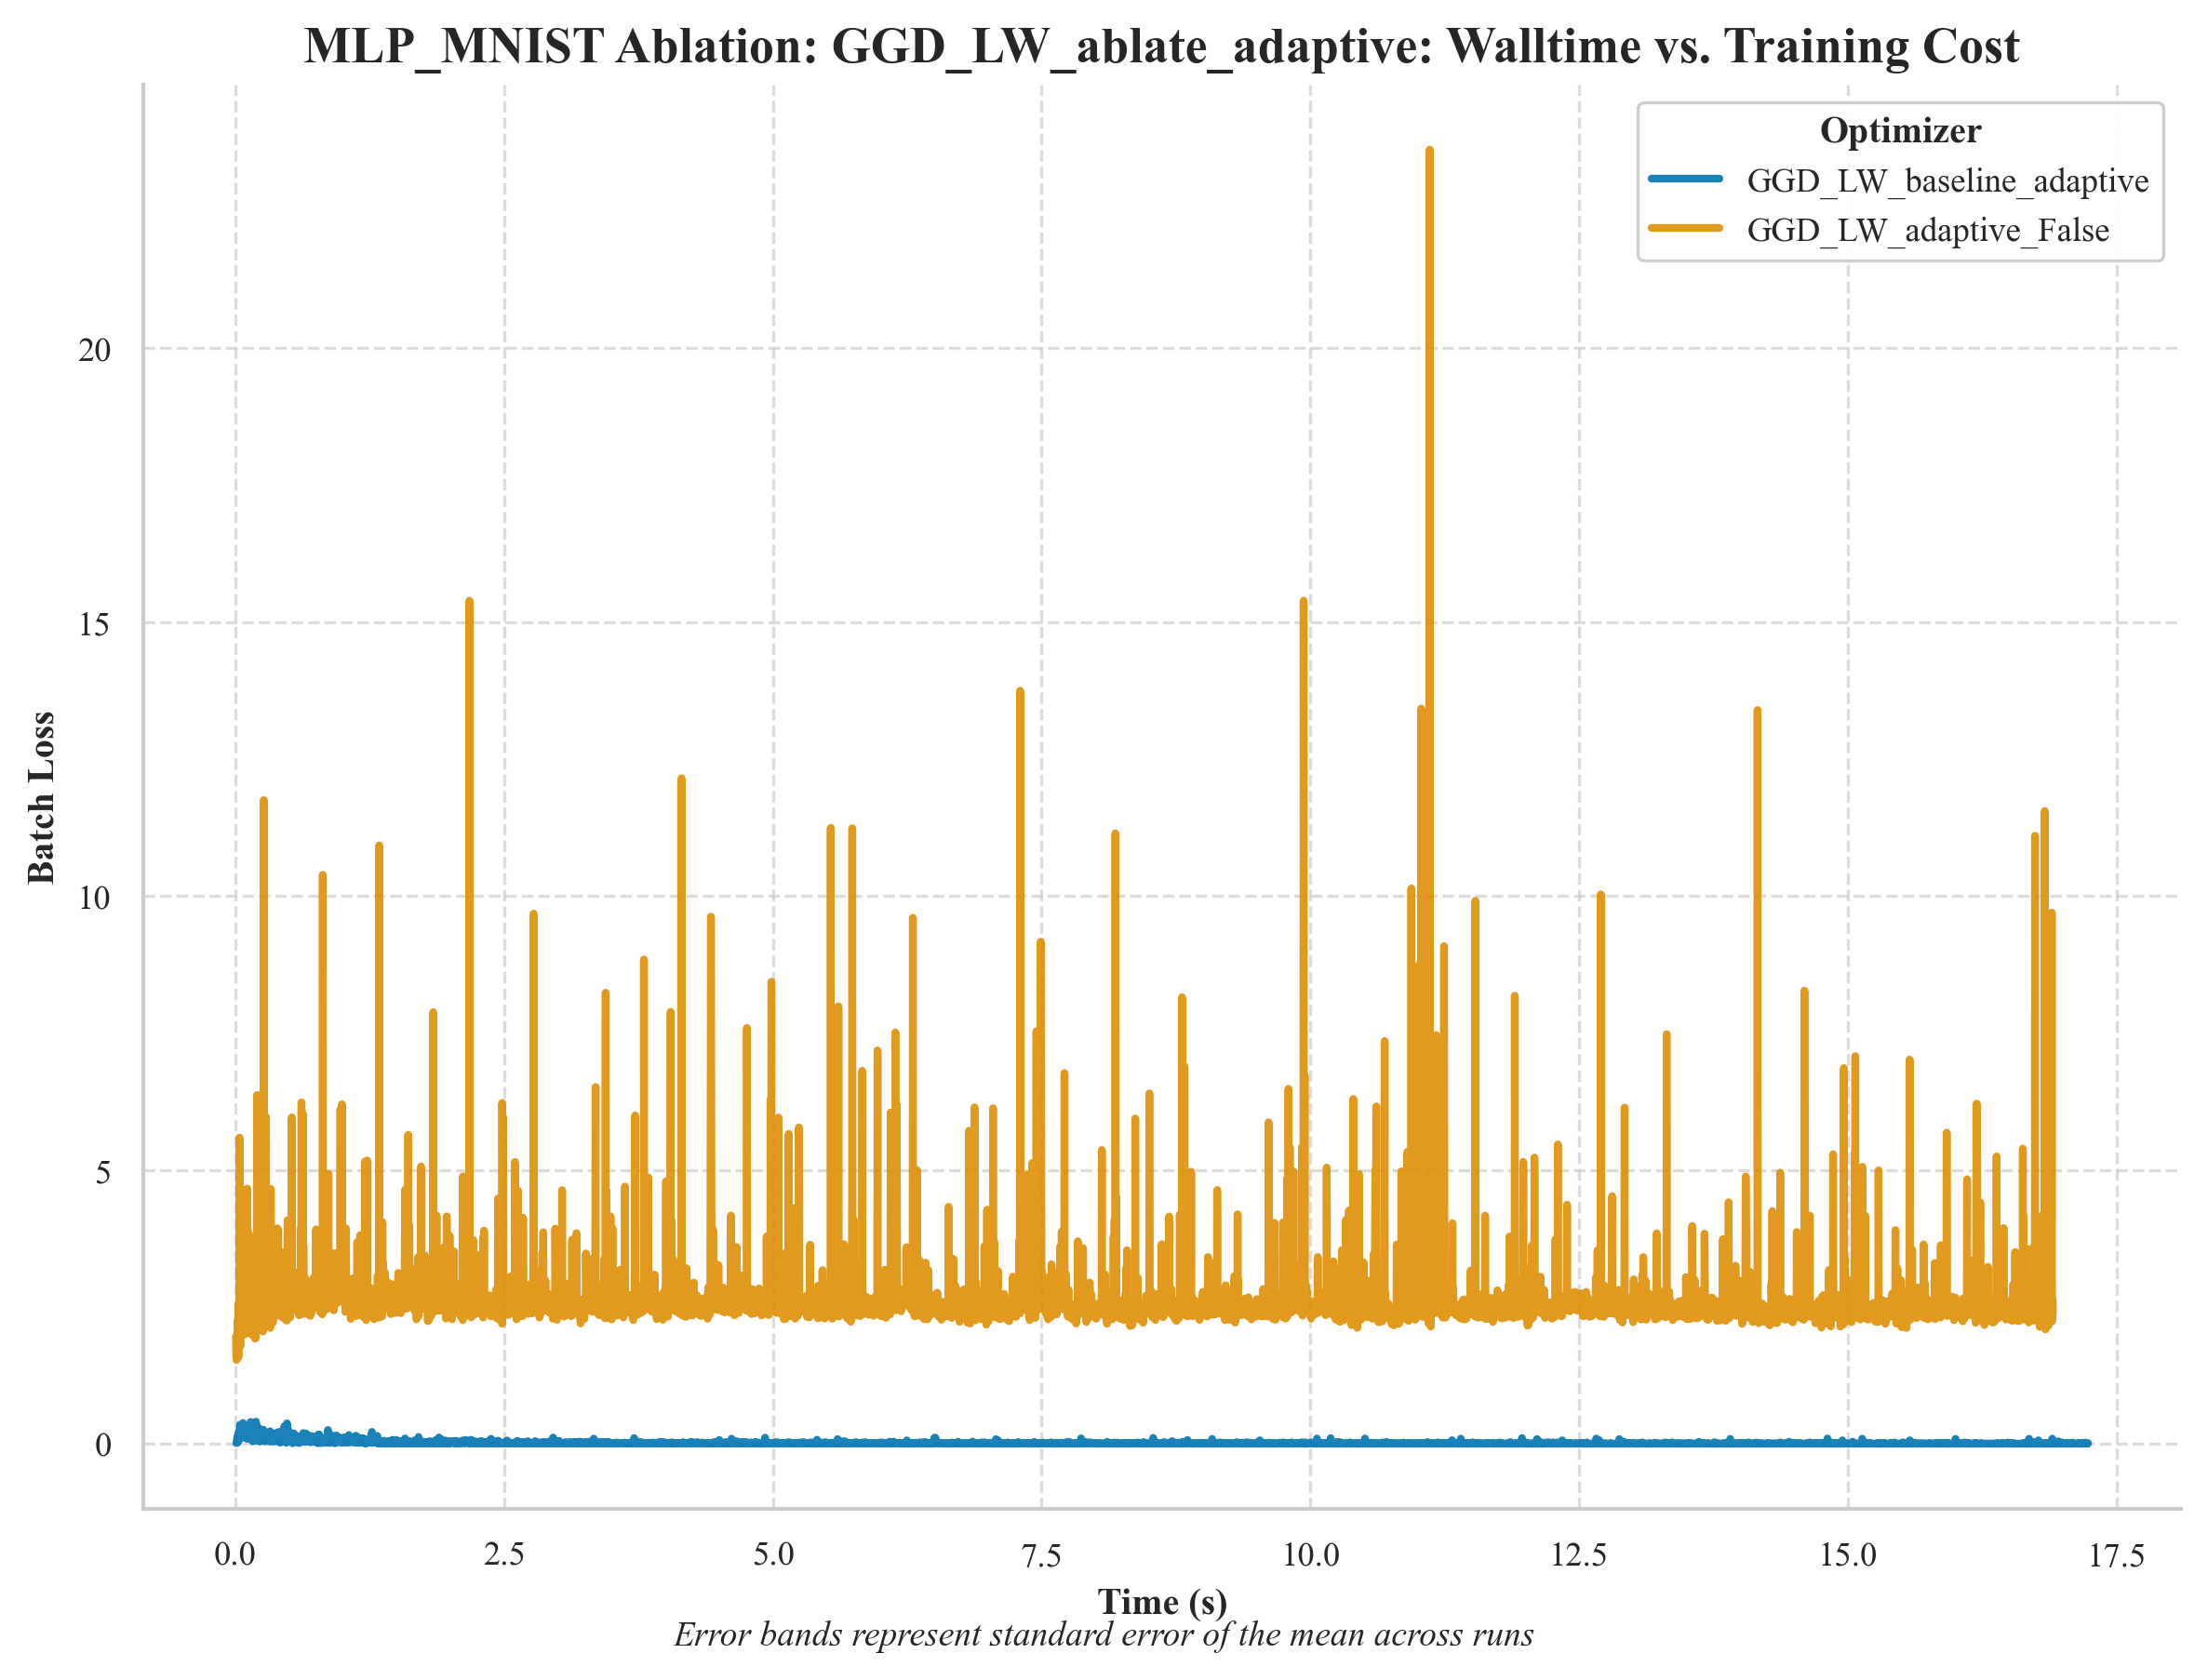 MLP_MNIST Ablation: GGD_LW_ablate_adaptive: Walltime vs. Training Cost
Optimizer
GGD_LW_baseline_adaptive
GGD_LW_adaptive_False
Batch Loss
20
15
10
5
0
0.0 2.5 5.0 7.5 10.0 12.5 15.0 17.5
Time (s)
Error bands represent standard error of the mean across runs